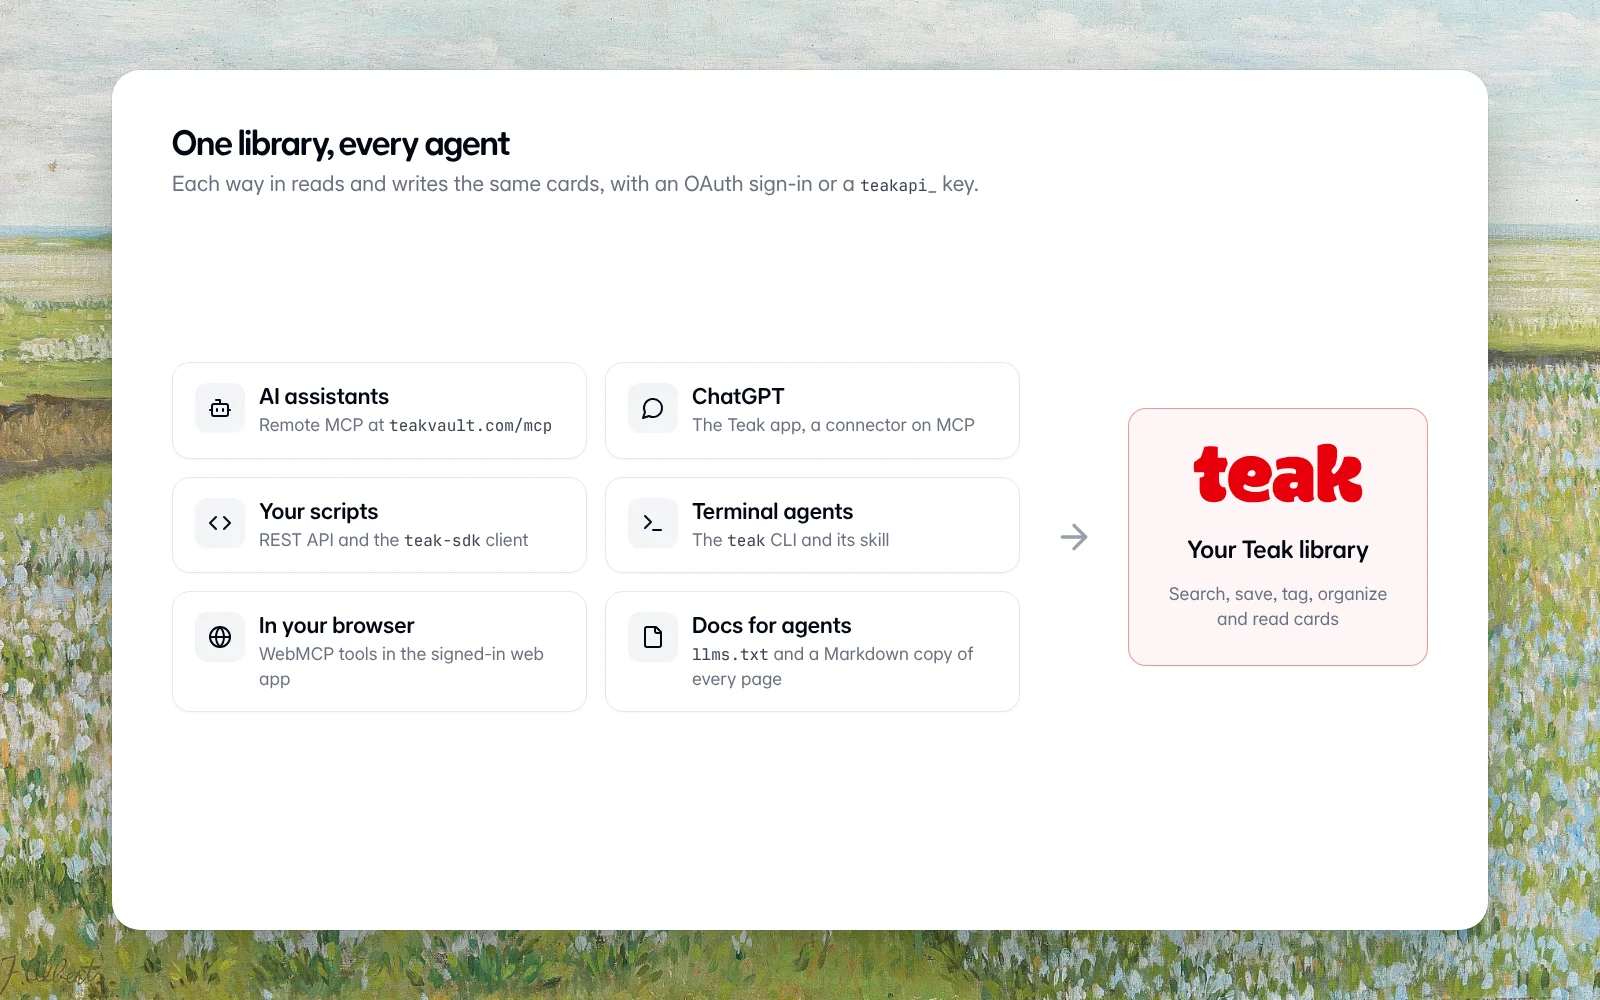 One library, every agent
Each way in reads and writes the same cards, with an OAuth sign-in or a teakapi_ key.
AI assistants
Remote MCP at teakvault.com/mcp
ChatGPT
The Teak app, a connector on MCP
Your scripts
REST API and the teak-sdk client
Terminal agents
The teak CLI and its skill
In your browser
WebMCP tools in the signed-in web
app
Docs for agents
llms.txt and a Markdown copy of
every page
teak
Your Teak library
Search, save, tag, organize
and read cards